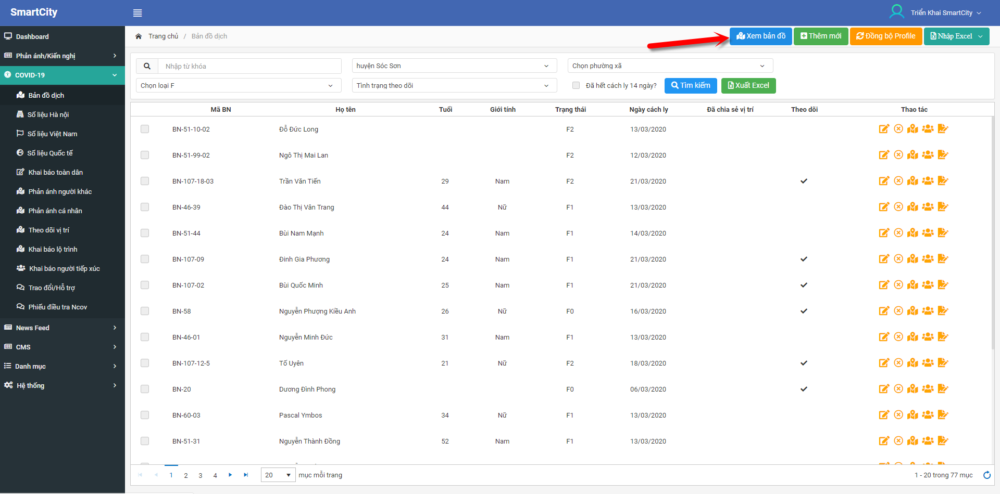 SmartCity
Triển Khai SmartCity
Dashboard
Phản ánh/Kiến nghị
COVID-19
Bản đồ dịch
Số liệu Hà nội
Số liệu Việt Nam
Số liệu Quốc tế
Khai báo toàn dân
Phản ánh người khác
Phản ánh cá nhân
Theo dõi vị trí
Khai báo lộ trình
Khai báo người tiếp xúc
Trao đổi/Hỗ trợ
Phiếu điều tra Ncov
News Feed
CMS
Danh mục
Hệ thống
Trang chủ / Bản đồ dịch
Xem bản đồ
Thêm mới
Đồng bộ Profile
Nhập Excel
Nhập từ khóa
huyện Sóc Sơn
Chọn phường xã
Chọn loại F
Tình trạng theo dõi
Đã hết cách ly 14 ngày?
Tìm kiếm
Xuất Excel
Mã BN Họ tên Tuổi Giới tính Trạng thái Ngày cách ly Đã chia sẻ vị trí Theo dõi Thao tác
BN-51-10-02 Đỗ Đức Long F2 13/03/2020
BN-51-99-02 Ngô Thị Mai Lan F2 12/03/2020
BN-107-18-03 Trần Văn Tiến 29 Nam F2 21/03/2020
BN-46-39 Đào Thị Vân Trang 44 Nữ F1 13/03/2020
BN-51-44 Bùi Nam Mạnh 24 Nam F1 14/03/2020
BN-107-09 Đinh Gia Phương 24 Nam F1 21/03/2020
BN-107-02 Bùi Quốc Minh 25 Nam F1 21/03/2020
BN-58 Nguyễn Phượng Kiều Anh 26 Nữ F0 16/03/2020
BN-46-01 Nguyễn Minh Đức 31 Nam F1 13/03/2020
BN-107-12-5 Tố Uyên 21 Nữ F2 18/03/2020
BN-20 Dương Đình Phong F0 06/03/2020
BN-60-03 Pascal Ymbos 34 Nữ F1 13/03/2020
BN-51-31 Nguyễn Thành Đồng 52 Nam F1 13/03/2020
1 2 3 4 20 mục mỗi trang 1 - 20 trong 77 mục